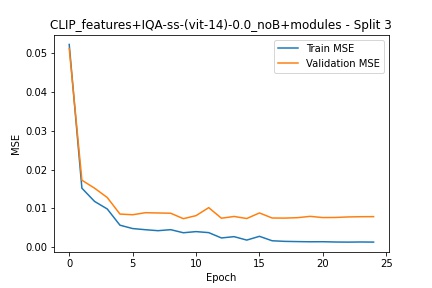 CLIP_features+IQA-ss-(vit-14)-0.0_noB+modules - Split 3
Train MSE
Validation MSE
0.05
0.04
0.03
0.02
0.01
0.00
MSE
0 5 10 15 20 25
Epoch